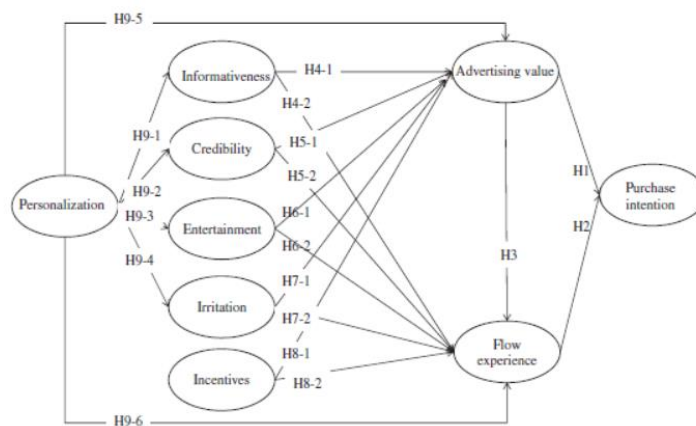 H9-5
Informativeness
H4-1
Advertising value
H4-2
H9-1
Credibility
H5-1
H9-2
H5-2
H1
Personalization
Purchase
intention
H9-3
Entertainment
H6-1
H2
H6-2
H9-4
H3
H7-1
Irritation
H7-2
Flow
experience
H8-1
Incentives
H8-2
H9-6